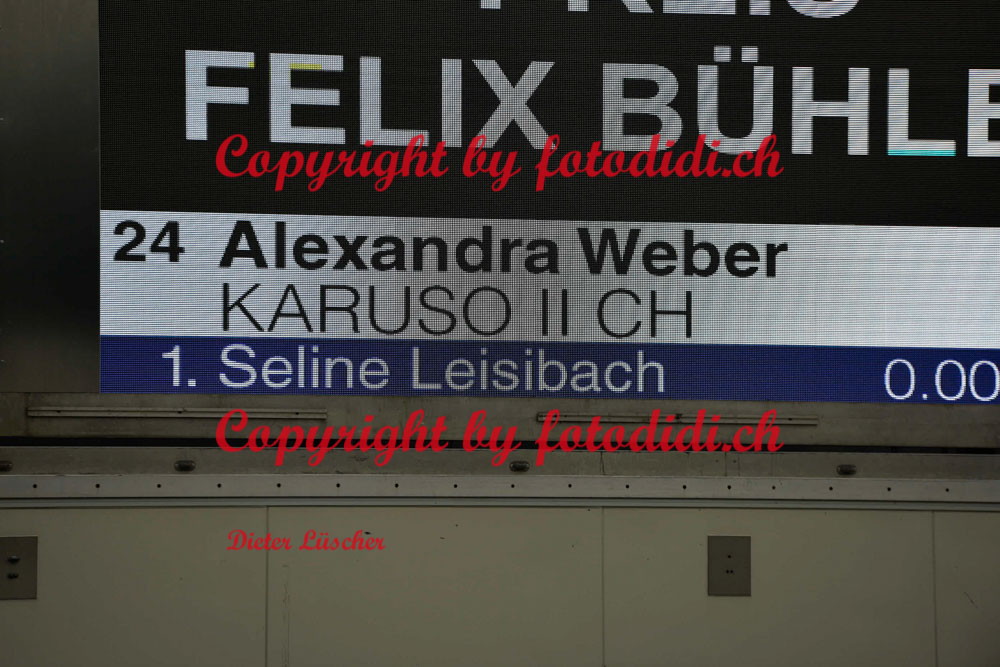 PREIS
FELIX BÜHLE
Copyright by fotodidi.ch
24 Alexandra Weber
KARUSO II CH
1. Seline Leisibach 0.00
Copyright by fotodidi.ch
Dieter Lüscher